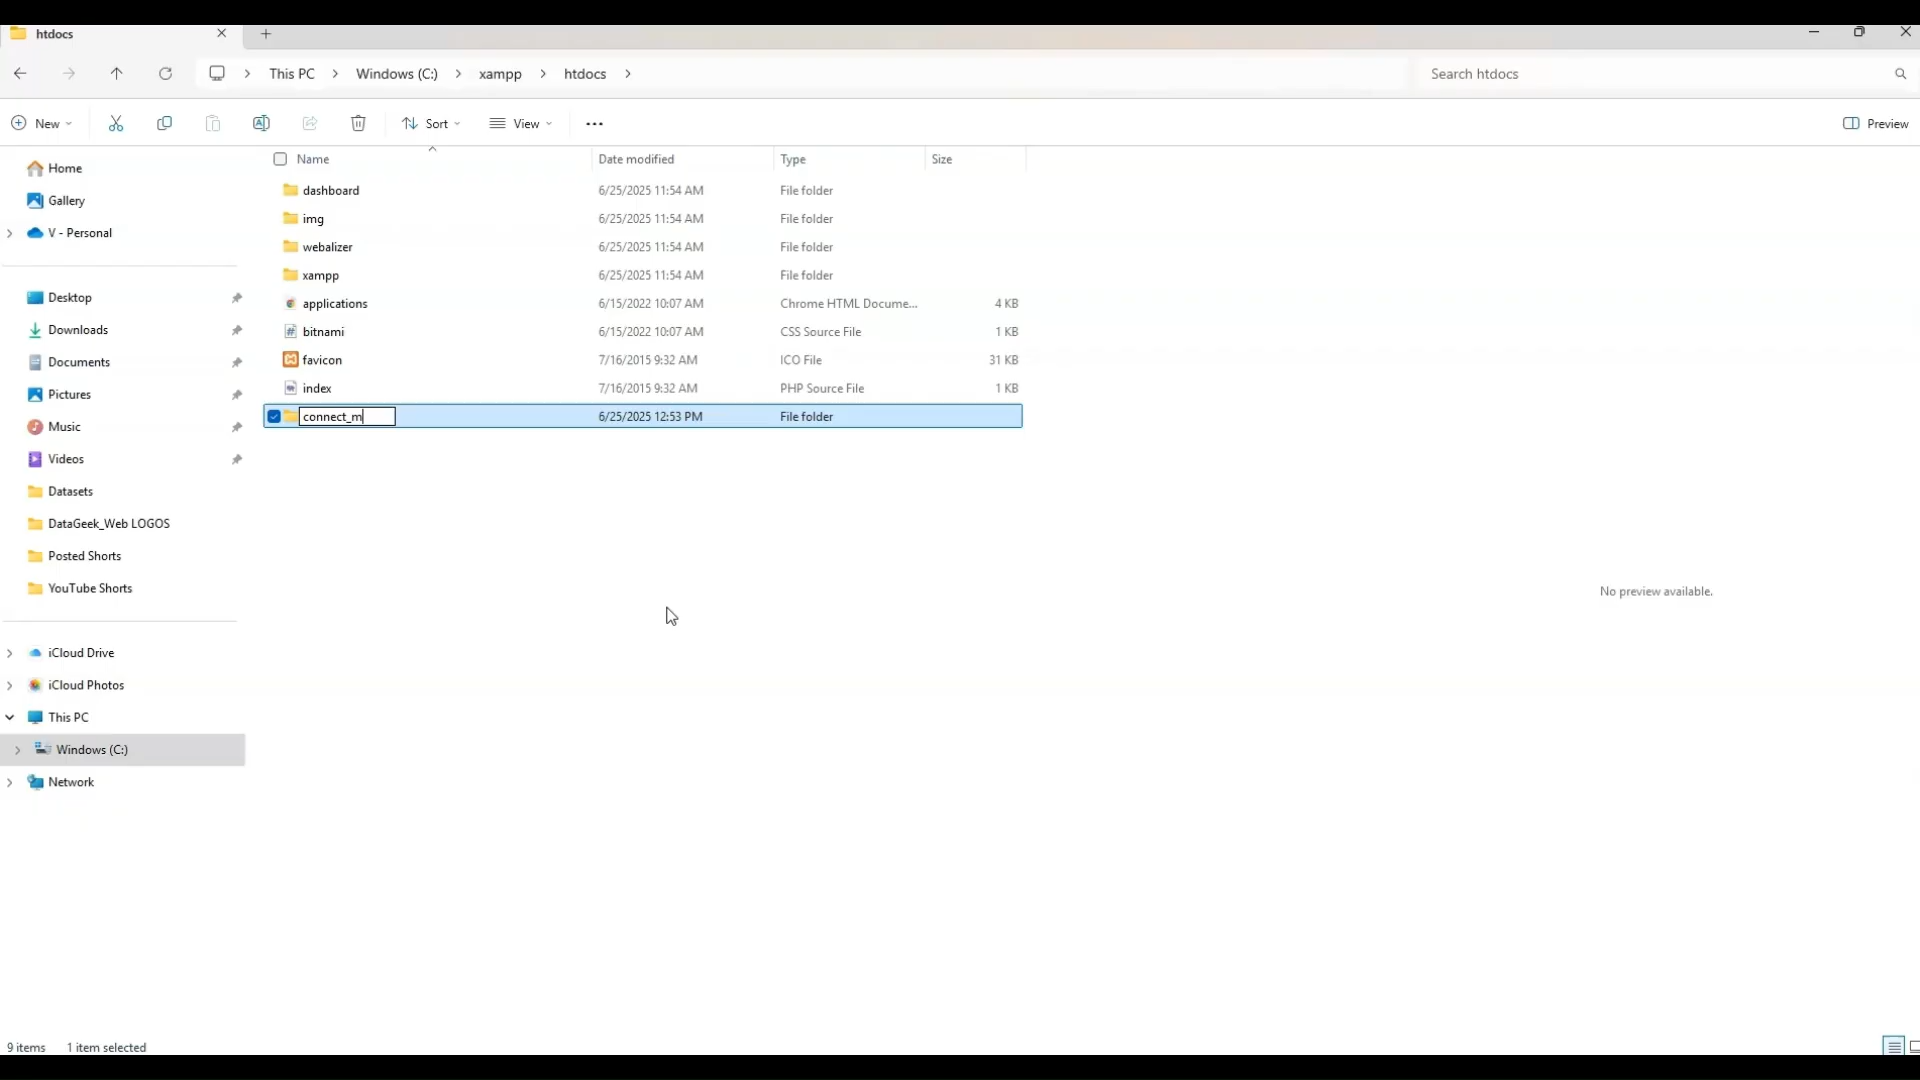 htdocs
This PC Windows (C:) xampp htdocs
Search htdocs
New
Sort
View
Preview
Name Date modified Type Size
dashboard 6/25/2025 11:54 AM File folder
img 6/25/2025 11:54 AM File folder
webalizer 6/25/2025 11:54 AM File folder
xampp 6/25/2025 11:54 AM File folder
applications 6/15/2022 10:07 AM Chrome HTML Docume... 4 KB
bitnami 6/15/2022 10:07 AM CSS Source File 1 KB
favicon 7/16/2015 9:32 AM ICO File 31 KB
index 7/16/2015 9:32 AM PHP Source File 1 KB
connect_m 6/25/2025 12:53 PM File folder
Home
Gallery
V - Personal
Desktop
Downloads
Documents
Pictures
Music
Videos
Datasets
DataGeek_Web LOGOS
Posted Shorts
YouTube Shorts
iCloud Drive
iCloud Photos
This PC
Windows (C:)
Network
No preview available.
9 items 1 item selected